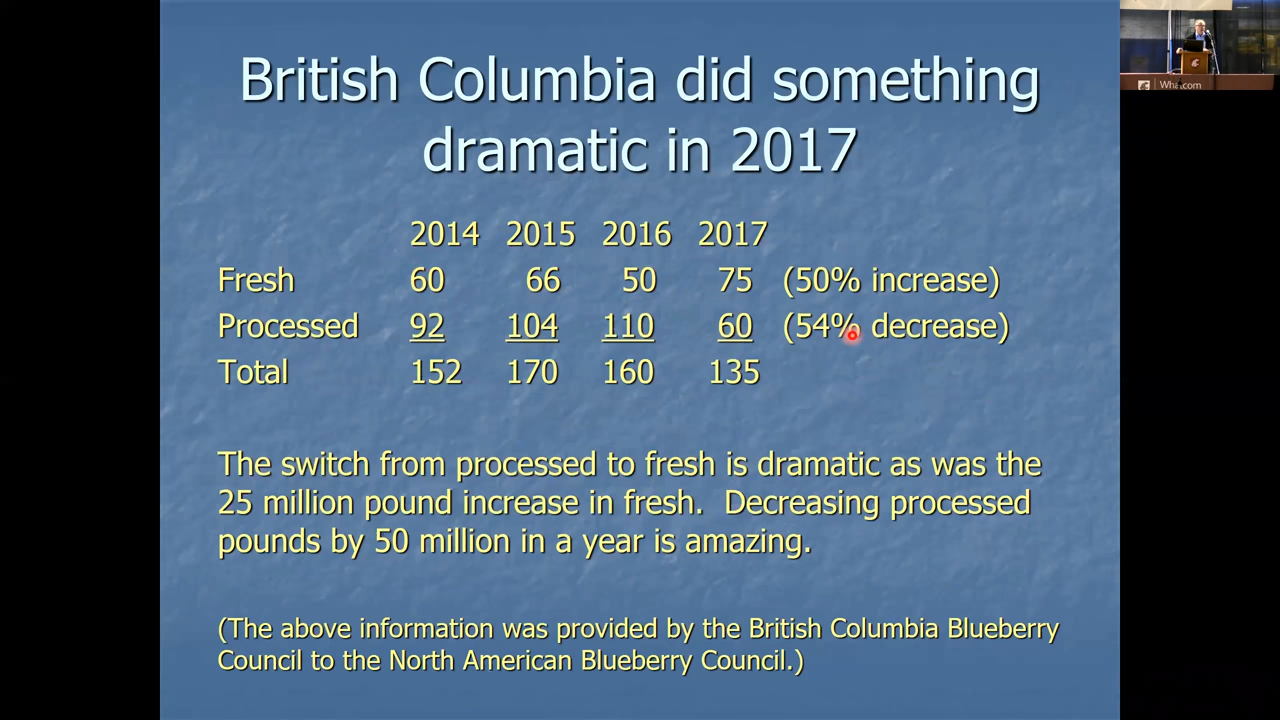 British Columbia did something
dramatic in 2017
2014 2015 2016 2017
Fresh 60 66 50 75 (50% increase)
Processed 92 104 110 60 (54% decrease)
Total 152 170 160 135
The switch from processed to fresh is dramatic as was the
25 million pound increase in fresh. Decreasing processed
pounds by 50 million in a year is amazing.
(The above information was provided by the British Columbia Blueberry
Council to the North American Blueberry Council.)
Whatcom